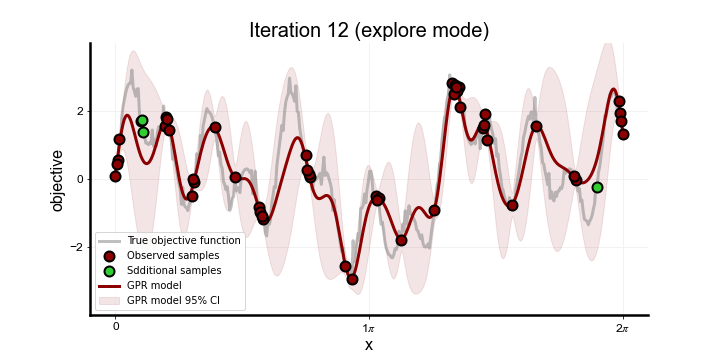 Iteration 12 (explore mode)
objective
2
0
−2
True objective function
Observed samples
Sdditional samples
GPR model
GPR model 95% CI
0
1π
2π
x